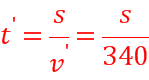 t' = s/v' = s/340